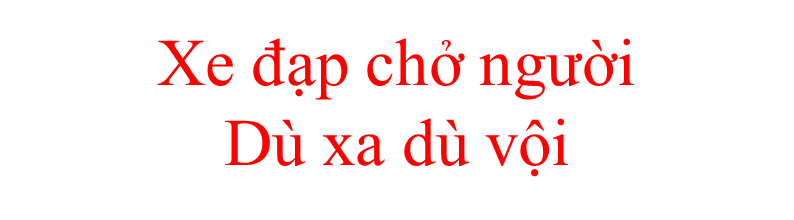 Xe đạp chở người
Dù xa dù vội